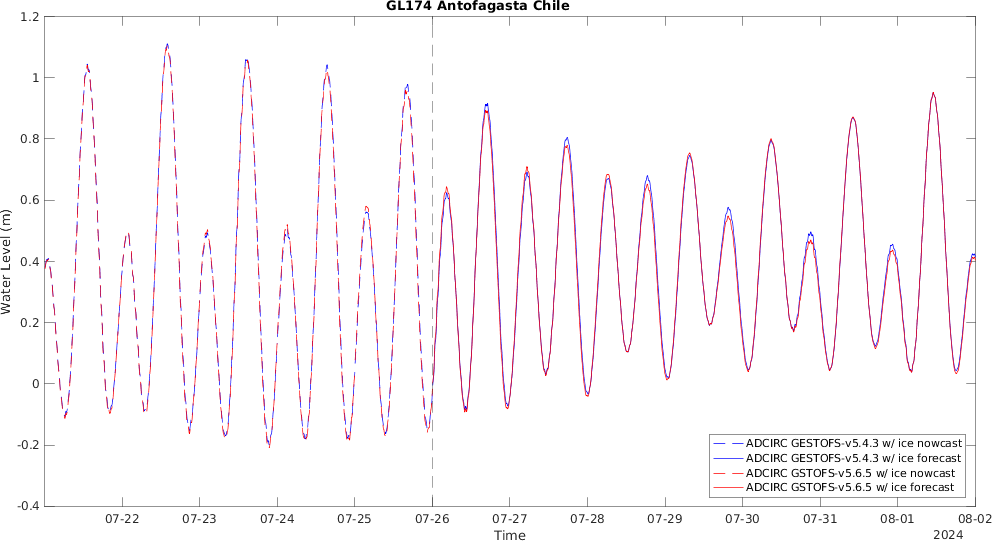 GL174 Antofagasta Chile
1.2
1
0.8
0.6
0.4
0.2
0
-0.2
-0.4
Water Level (m)
ADCIRC GESTOFS-v5.4.3 w/ ice nowcast
ADCIRC GESTOFS-v5.4.3 w/ ice forecast
ADCIRC GSTOFS-v5.6.5 w/ ice nowcast
ADCIRC GSTOFS-v5.6.5 w/ ice forecast
07-22 07-23 07-24 07-25 07-26 07-27 07-28 07-29 07-30 07-31 08-01 08-02
Time
2024